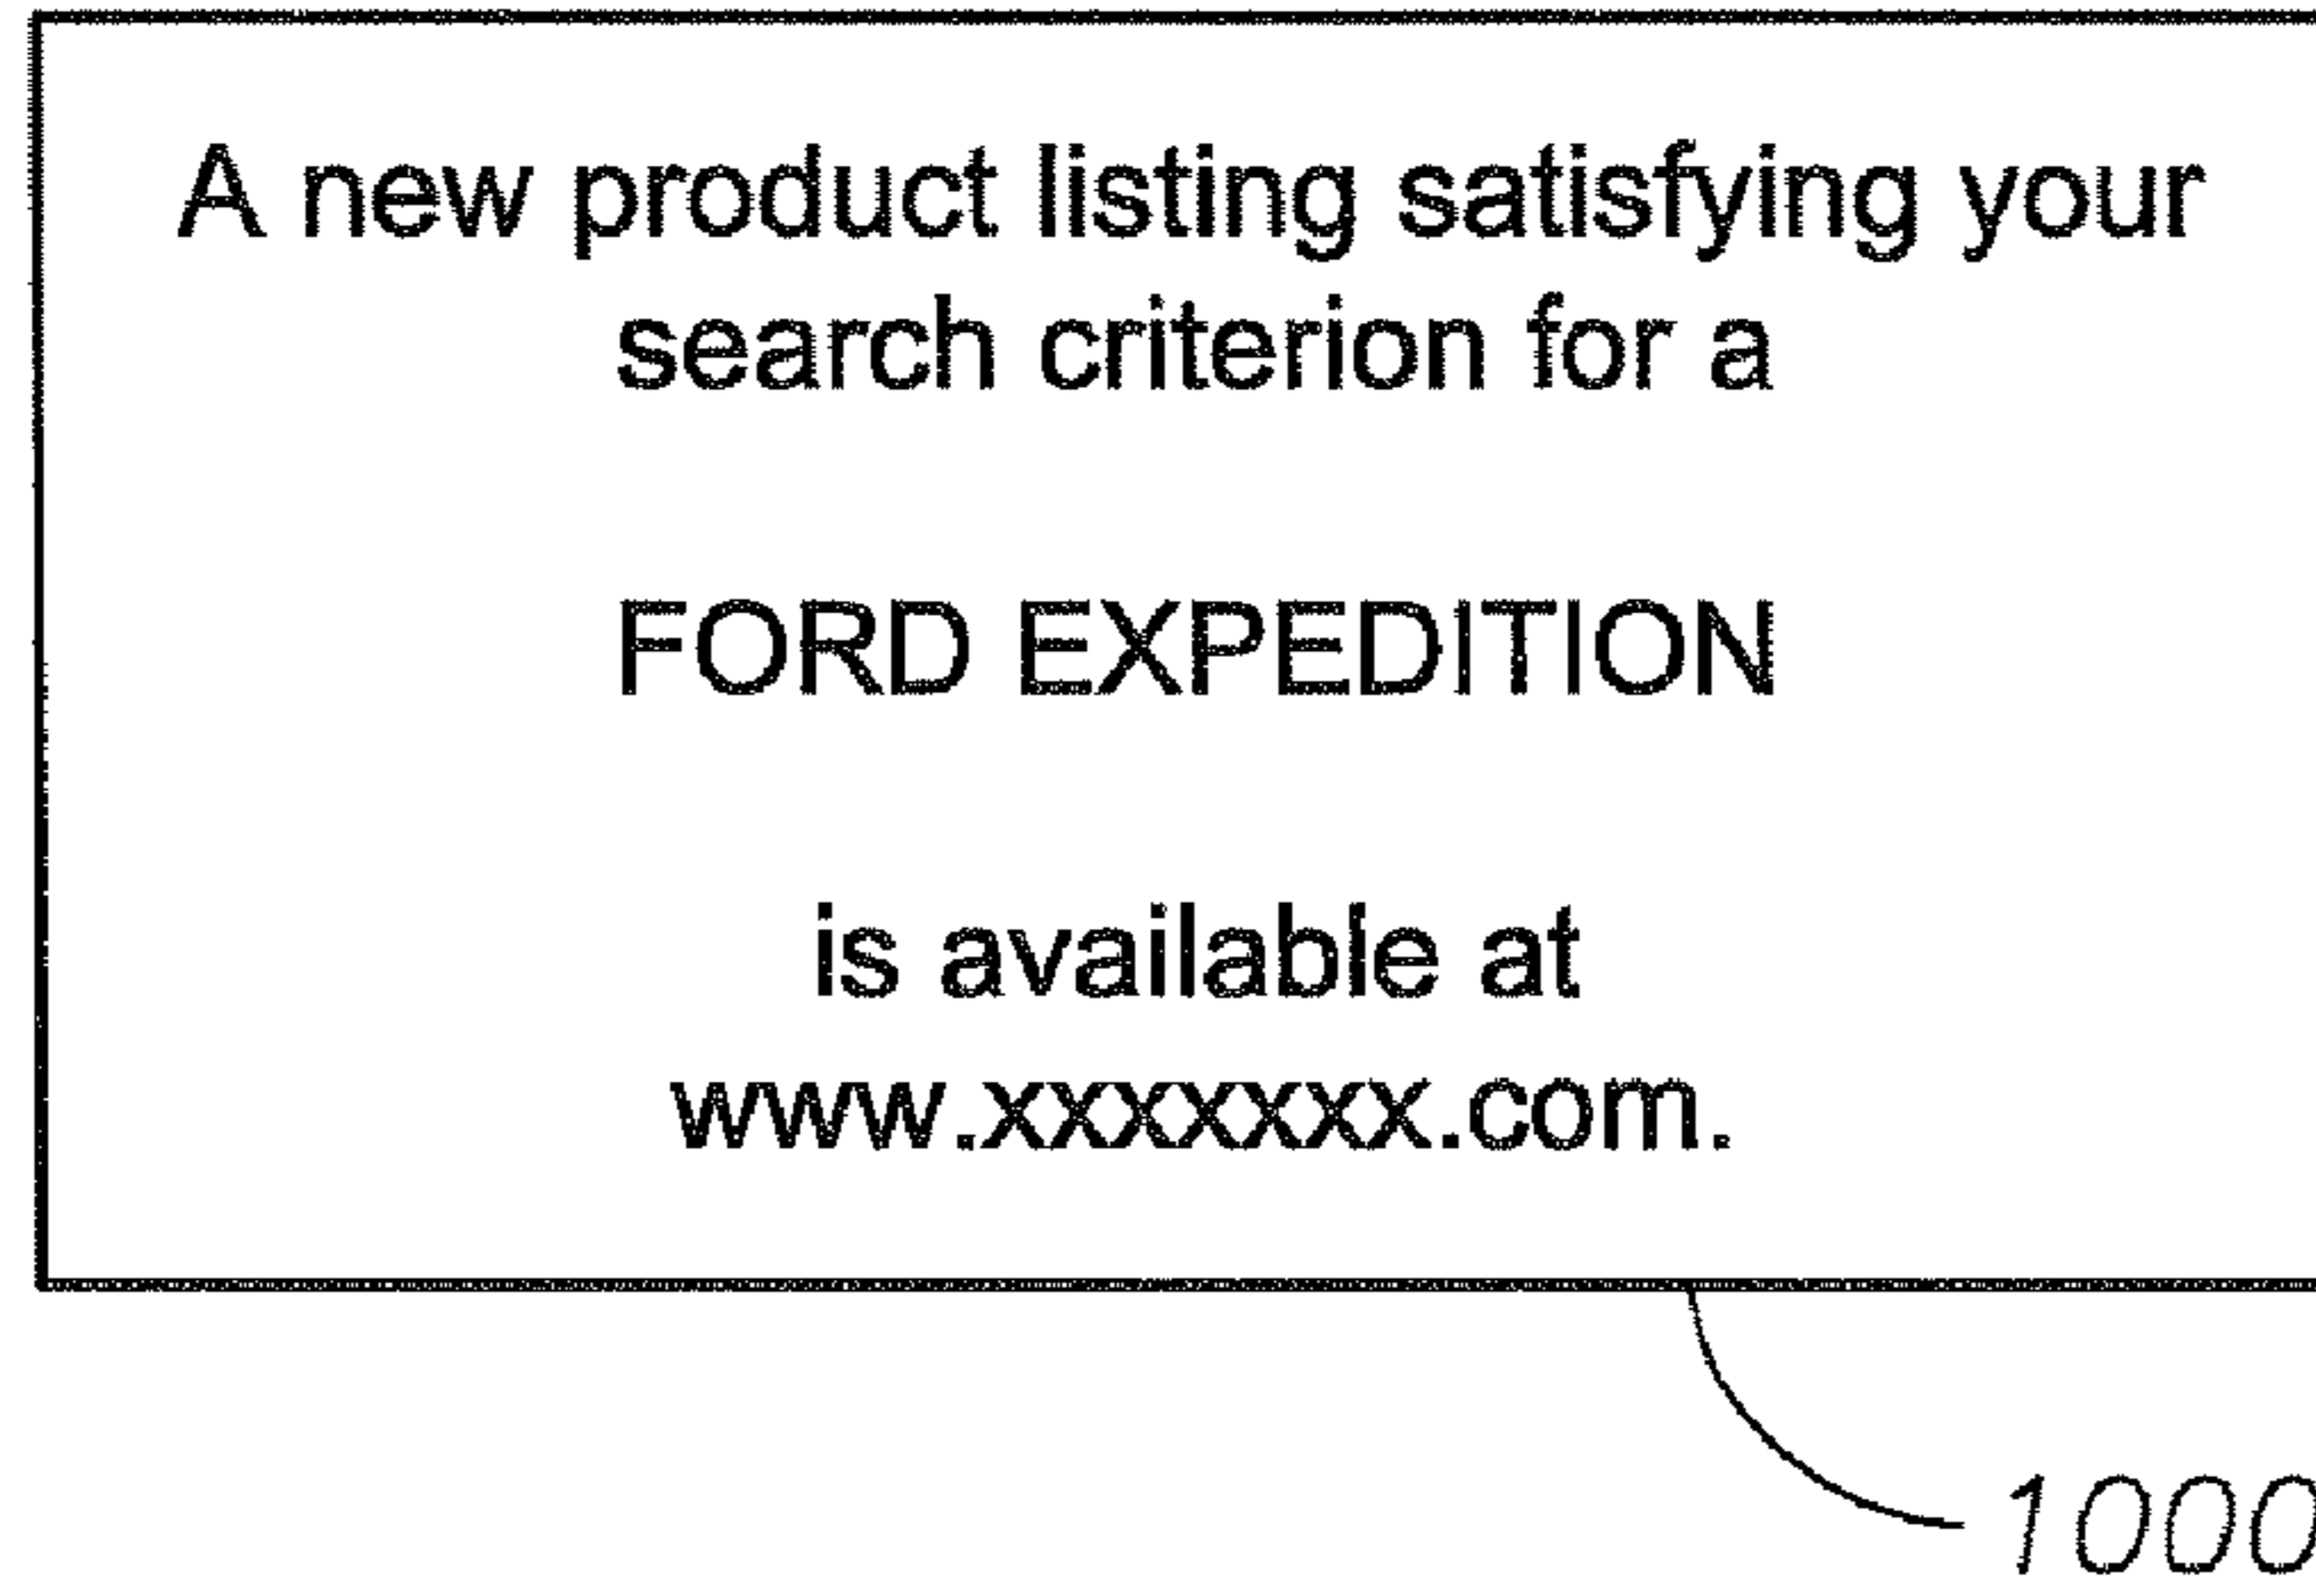 A new product listing satisfying your
search criterion for a
FORD EXPEDITION
is available at
www.xxxxxxx.com.
1000